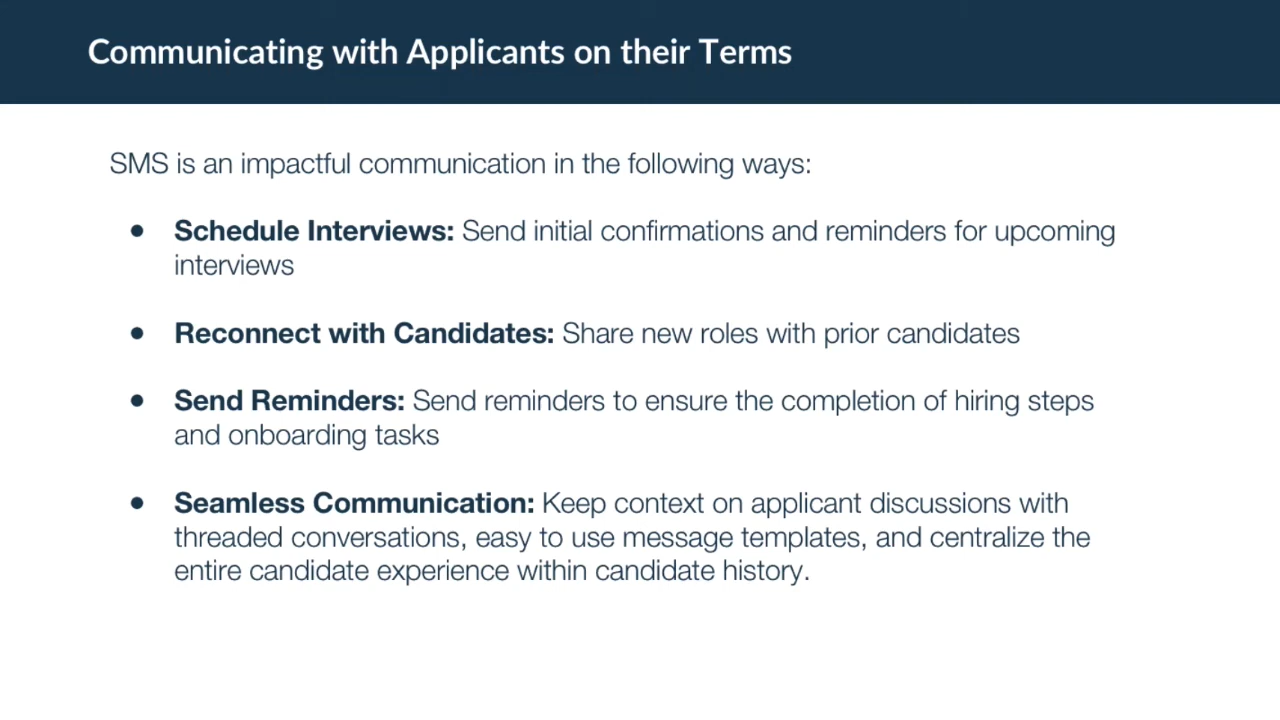 Communicating with Applicants on their Terms
SMS is an impactful communication in the following ways:
● Schedule Interviews: Send initial confirmations and reminders for upcoming
interviews
● Reconnect with Candidates: Share new roles with prior candidates
● Send Reminders: Send reminders to ensure the completion of hiring steps
and onboarding tasks
● Seamless Communication: Keep context on applicant discussions with
threaded conversations, easy to use message templates, and centralize the
entire candidate experience within candidate history.